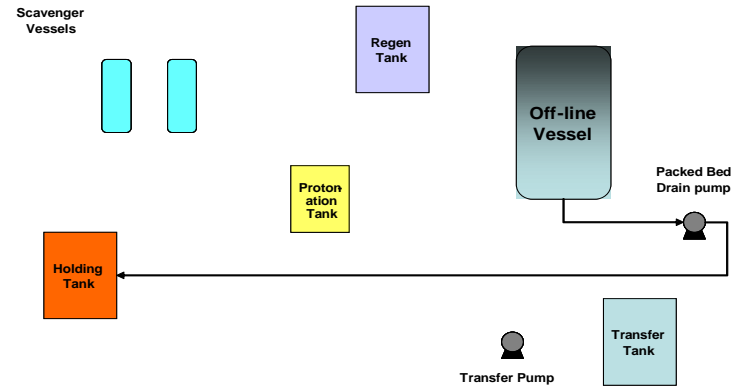 Scavenger
Vessels
Regen
Tank
Off-line
Vessel
Packed Bed
Drain pump
Proton-
ation
Tank
Holding
Tank
Transfer
Tank
Transfer Pump